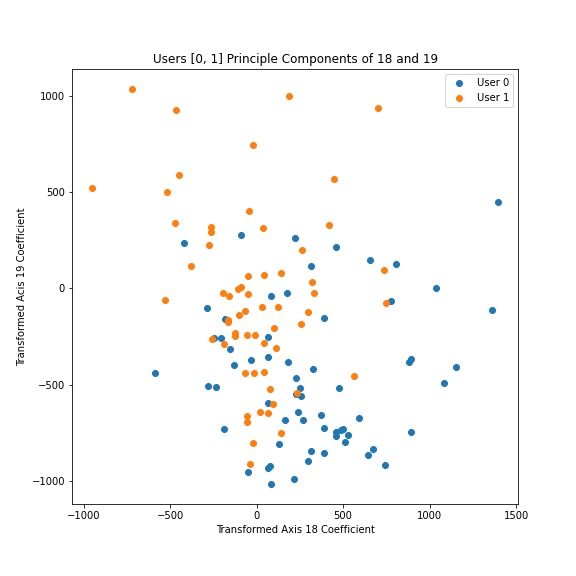 Users [0, 1] Principle Components of 18 and 19
User 0
User 1
1000
500
0
−500
−1000
Transformed Acis 19 Coefficient
−1000 −500 0 500 1000 1500
Transformed Axis 18 Coefficient